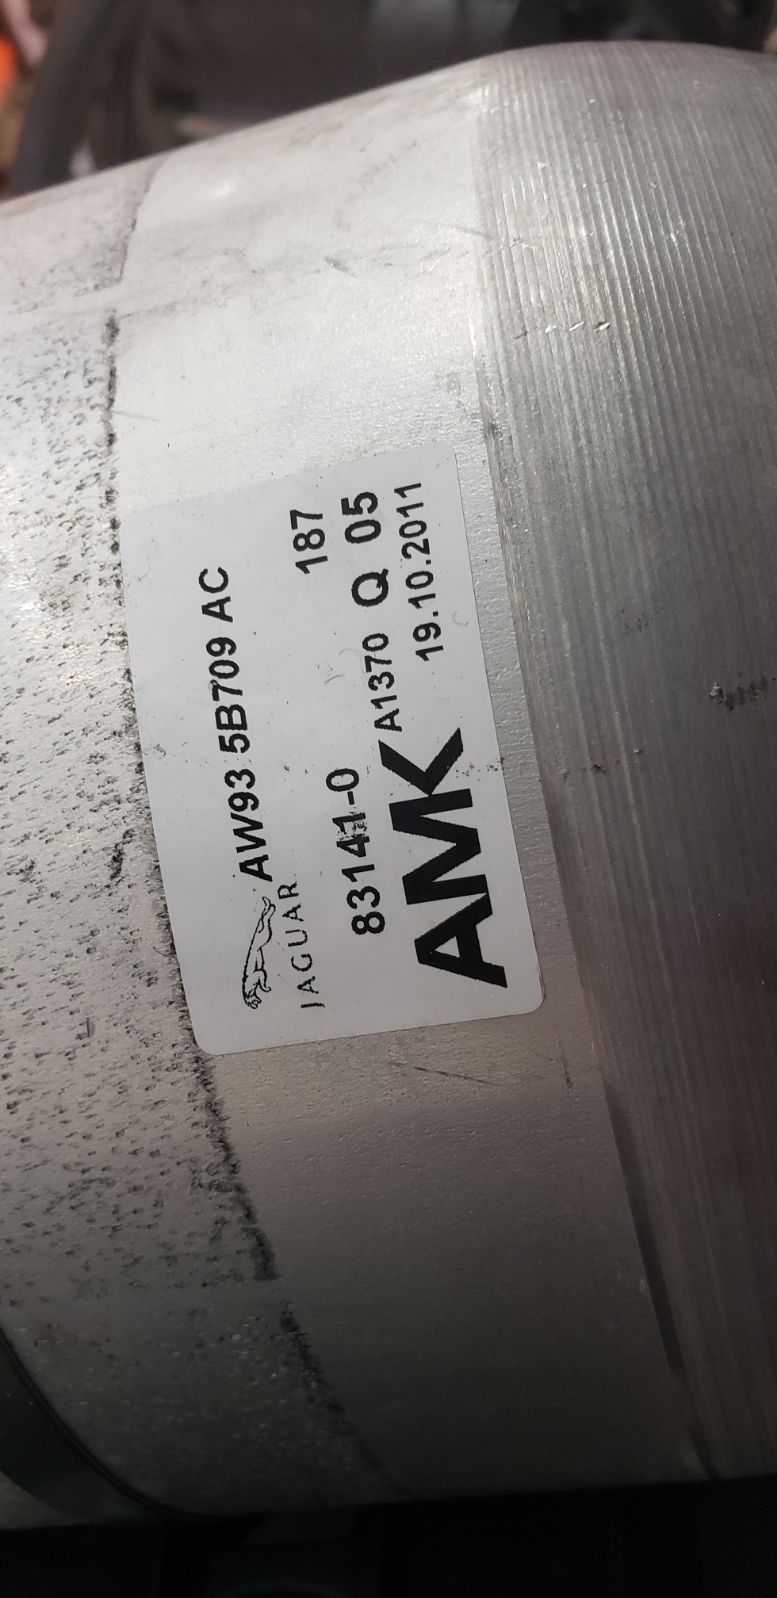 AW93 5B709 AC
JAGUAR
187
83141-0
Q 05
A1370
AMK
19.10.2011